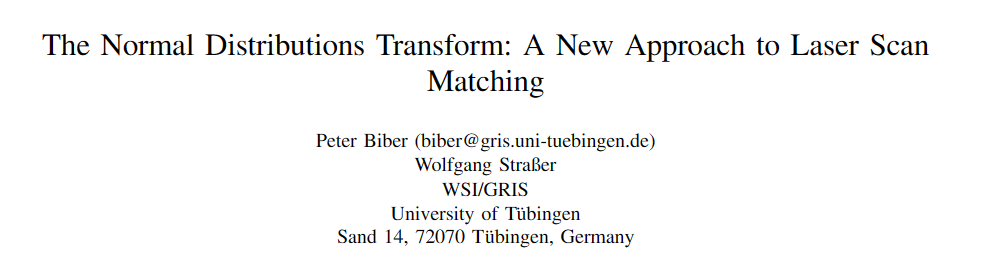 The Normal Distributions Transform: A New Approach to Laser Scan
Matching
Peter Biber (biber@gris.uni-tuebingen.de)
Wolfgang Straßer
WSI/GRIS
University of Tübingen
Sand 14, 72070 Tübingen, Germany